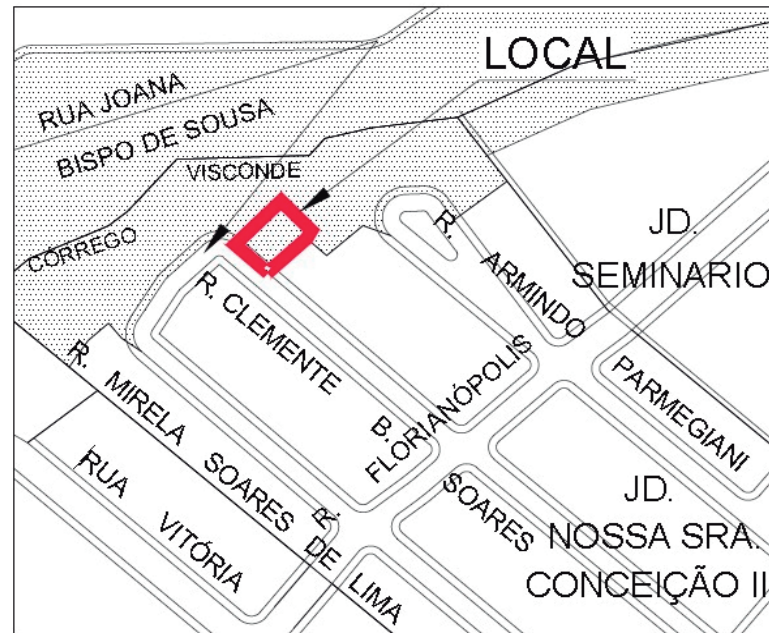 LOCAL
RUA JOANA
BISPO DE SOUSA
VISCONDE
CÓRREGO
R. ARMINDO
PARMEGIANI
JD.
SEMINARIO
R. CLEMENTE
B.
SOARES
R. FLORIANÓPOLIS
R. MIRELA SOARES DE LIMA
RUA VITÓRIA
JD.
NOSSA SRA.
CONCEIÇÃO II